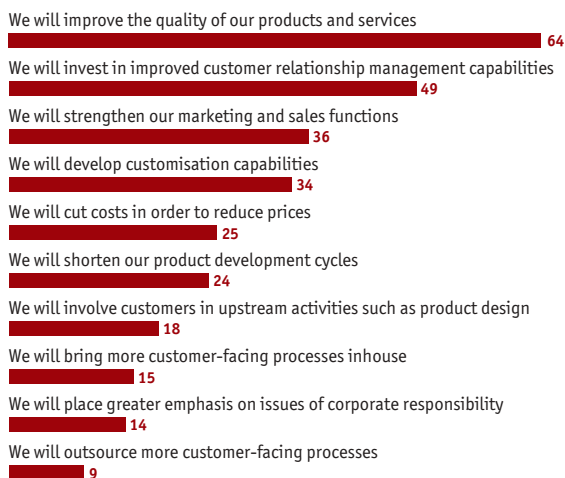 We will improve the quality of our products and services
64
We will invest in improved customer relationship management capabilities
49
We will strengthen our marketing and sales functions
36
We will develop customisation capabilities
34
We will cut costs in order to reduce prices
25
We will shorten our product development cycles
24
We will involve customers in upstream activities such as product design
18
We will bring more customer-facing processes inhouse
15
We will place greater emphasis on issues of corporate responsibility
14
We will outsource more customer-facing processes
9